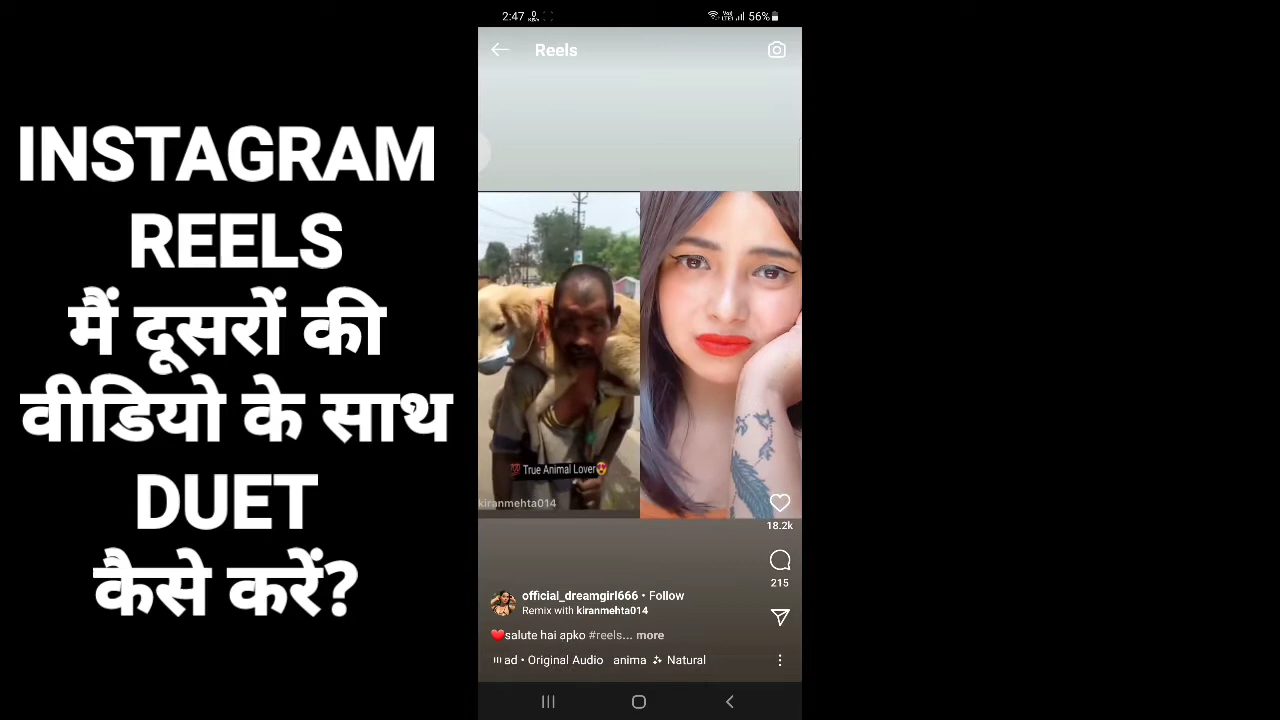 INSTAGRAM
REELS
मैं दूसरों की
वीडियो के साथ
DUET
कैसे करें?
2:47
56%
Reels
True Animal Lover
kiranmehta014
18.2k
215
official_dreamgirl666 • Follow
Remix with kiranmehta014
salute hai apko #reels... more
ad • Original Audio anima Natural